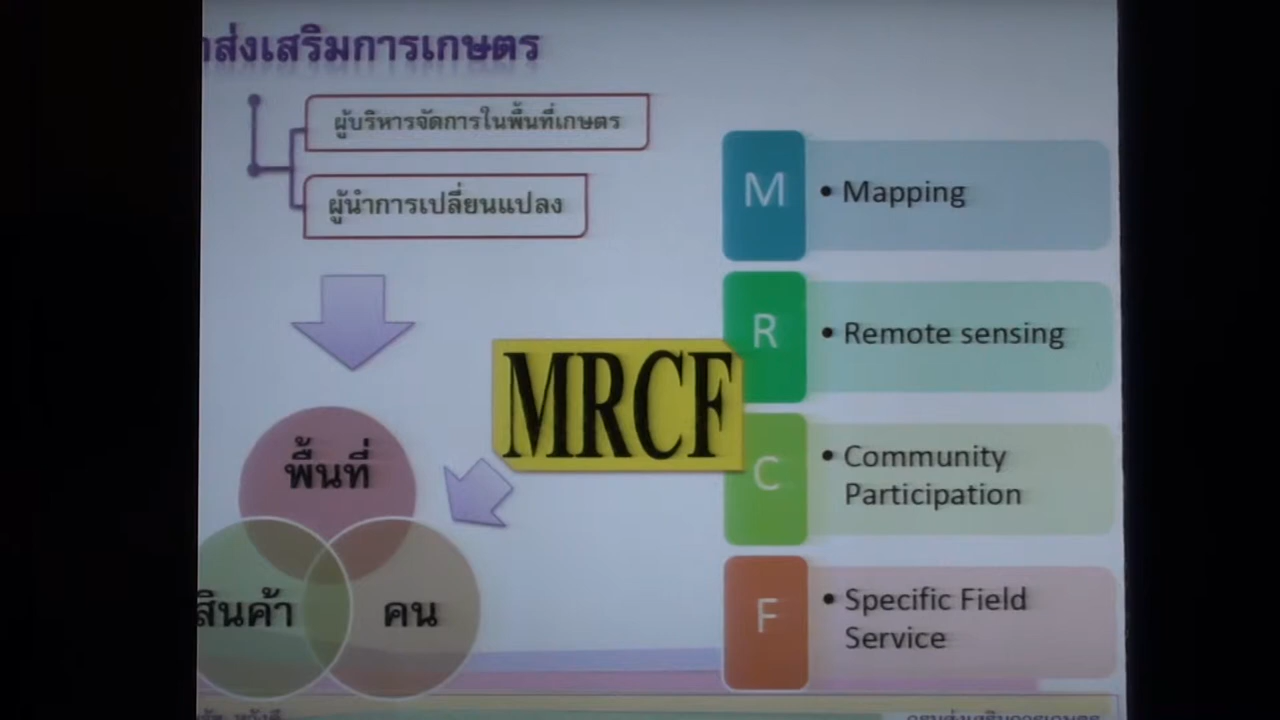 ส่งเสริมการเกษตร
ผู้บริหารจัดการในพื้นที่เกษตร
ผู้นำการเปลี่ยนแปลง
พื้นที่
สินค้า
คน
MRCF
M
• Mapping
R
• Remote sensing
C
• Community
Participation
F
• Specific Field
Service